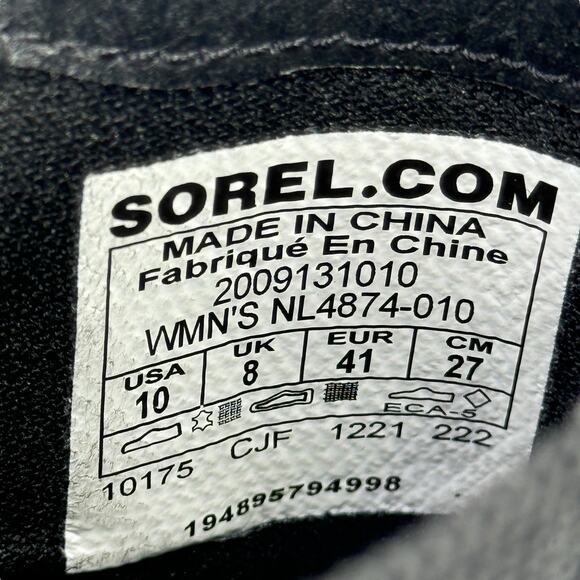 SOREL.COM
MADE IN CHINA
Fabriqué En Chine
2009131010
WMN'S NL4874-010
USA UK EUR CM
10 8 41 27
ECA-5
10175 CJF 1221 222
194895794998